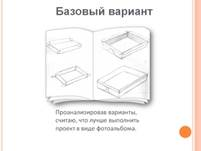 Базовый вариант
Проанализировав варианты,
считаю, что лучше выполнить
проект в виде фотоальбома.